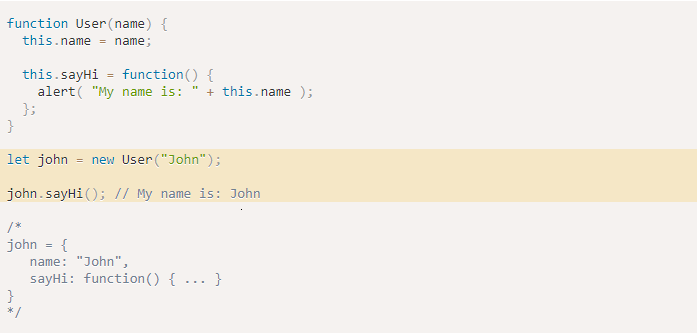 function User(name) {
  this.name = name;

  this.sayHi = function() {
    alert( "My name is: " + this.name );
  };
}

let john = new User("John");

john.sayHi(); // My name is: John

/*
john = {
   name: "John",
   sayHi: function() { ... }
}
*/